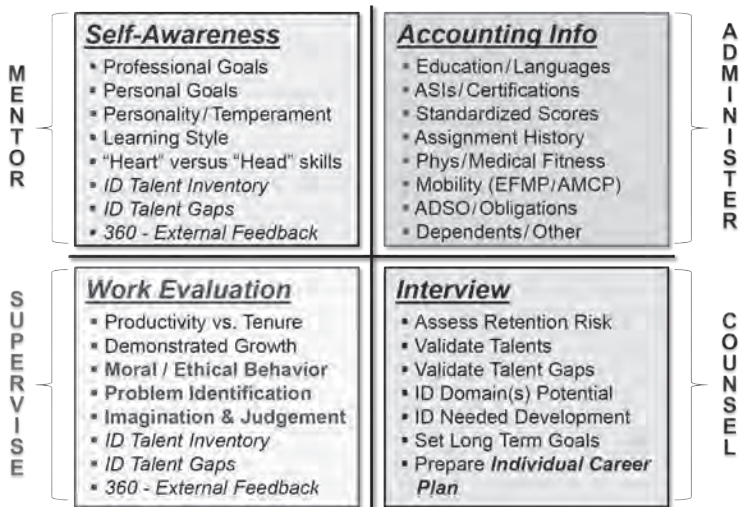 MENTOR
Self-Awareness
▪ Professional Goals
▪ Personal Goals
▪ Personality/Temperament
▪ Learning Style
▪ “Heart” versus “Head” skills
▪ ID Talent Inventory
▪ ID Talent Gaps
▪ 360 - External Feedback
Accounting Info
▪ Education/Languages
▪ ASIs/Certifications
▪ Standardized Scores
▪ Assignment History
▪ Phys/Medical Fitness
▪ Mobility (EFMP/AMCP)
▪ ADSO/Obligations
▪ Dependents/Other
ADMINISTER
SUPERVISE
Work Evaluation
▪ Productivity vs. Tenure
▪ Demonstrated Growth
▪ Moral / Ethical Behavior
▪ Problem Identification
▪ Imagination & Judgement
▪ ID Talent Inventory
▪ ID Talent Gaps
▪ 360 - External Feedback
Interview
▪ Assess Retention Risk
▪ Validate Talents
▪ Validate Talent Gaps
▪ ID Domain(s) Potential
▪ ID Needed Development
▪ Set Long Term Goals
▪ Prepare Individual Career
Plan
COUNSEL